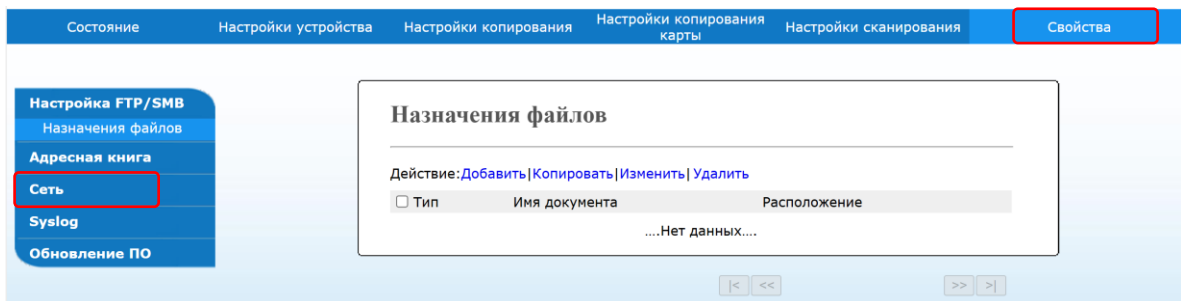 Состояние
Настройки устройства
Настройки копирования
Настройки копирования
карты
Настройки сканирования
Свойства
Настройка FTP/SMB
Назначения файлов
Адресная книга
Сеть
Syslog
Обновление ПО
Назначения файлов
Действие:Добавить|Копировать|Изменить| Удалить
Тип Имя документа Расположение
....Нет данных....
|< << >> >|